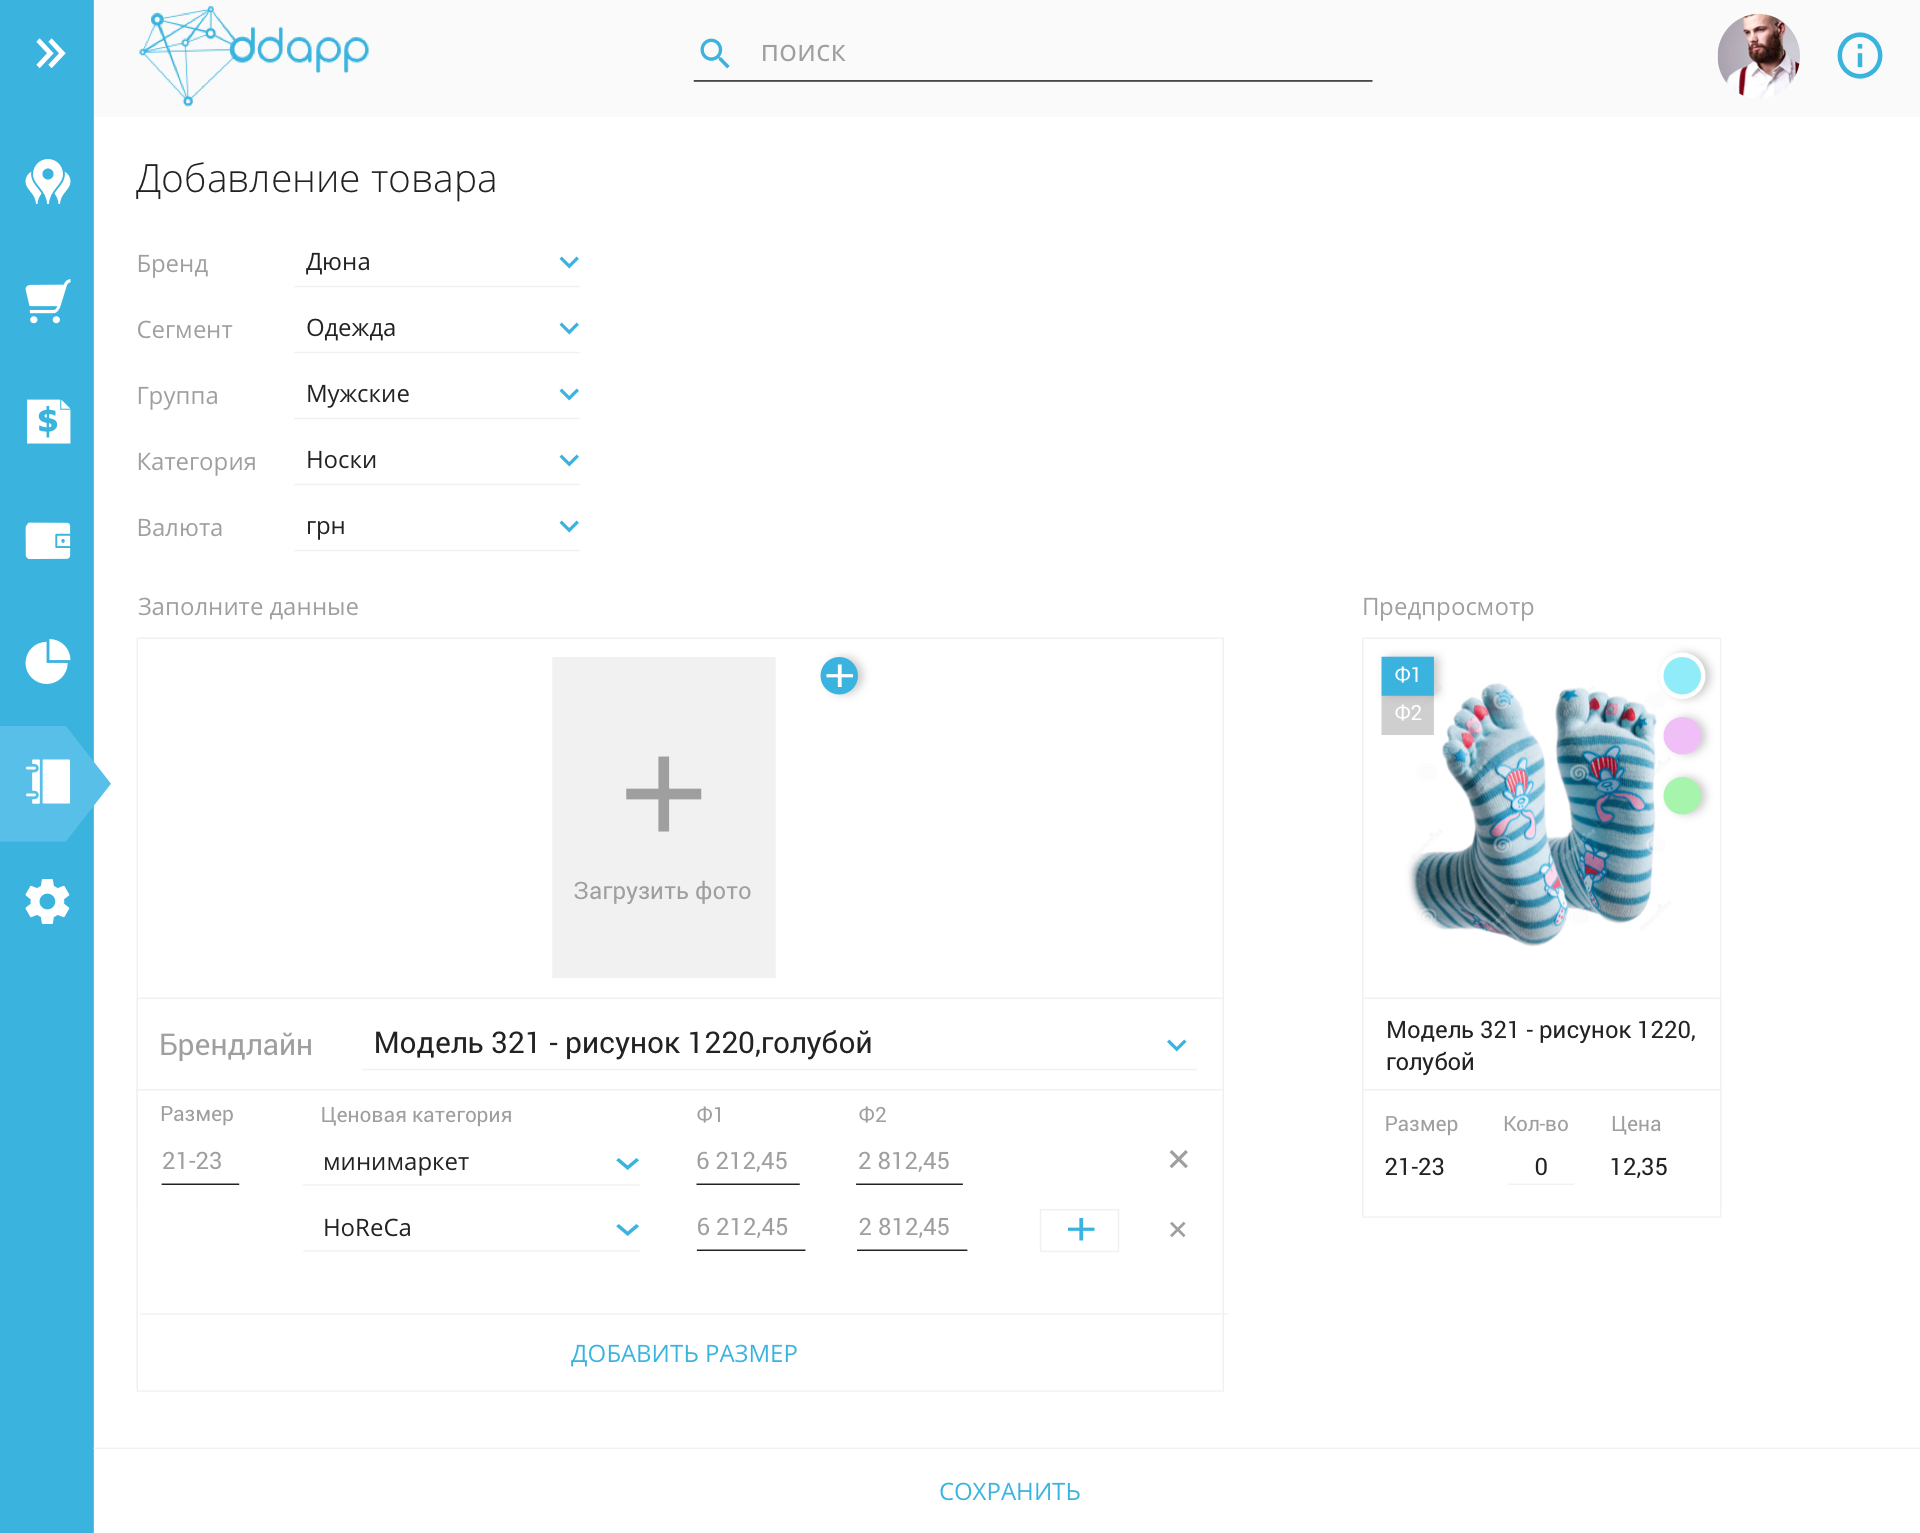 ddapp
поиск
Добавление товара
Бренд Дюна
Сегмент Одежда
Группа Мужские
Категория Носки
Валюта грн
Заполните данные
Загрузить фото
Брендлайн Модель 321 - рисунок 1220,голубой
Размер Ценовая категория Ф1 Ф2
21-23 минимаркет 6 212,45 2 812,45
HoReCa 6 212,45 2 812,45
ДОБАВИТЬ РАЗМЕР
Предпросмотр
Ф1
Ф2
Модель 321 - рисунок 1220,
голубой
Размер Кол-во Цена
21-23 0 12,35
СОХРАНИТЬ